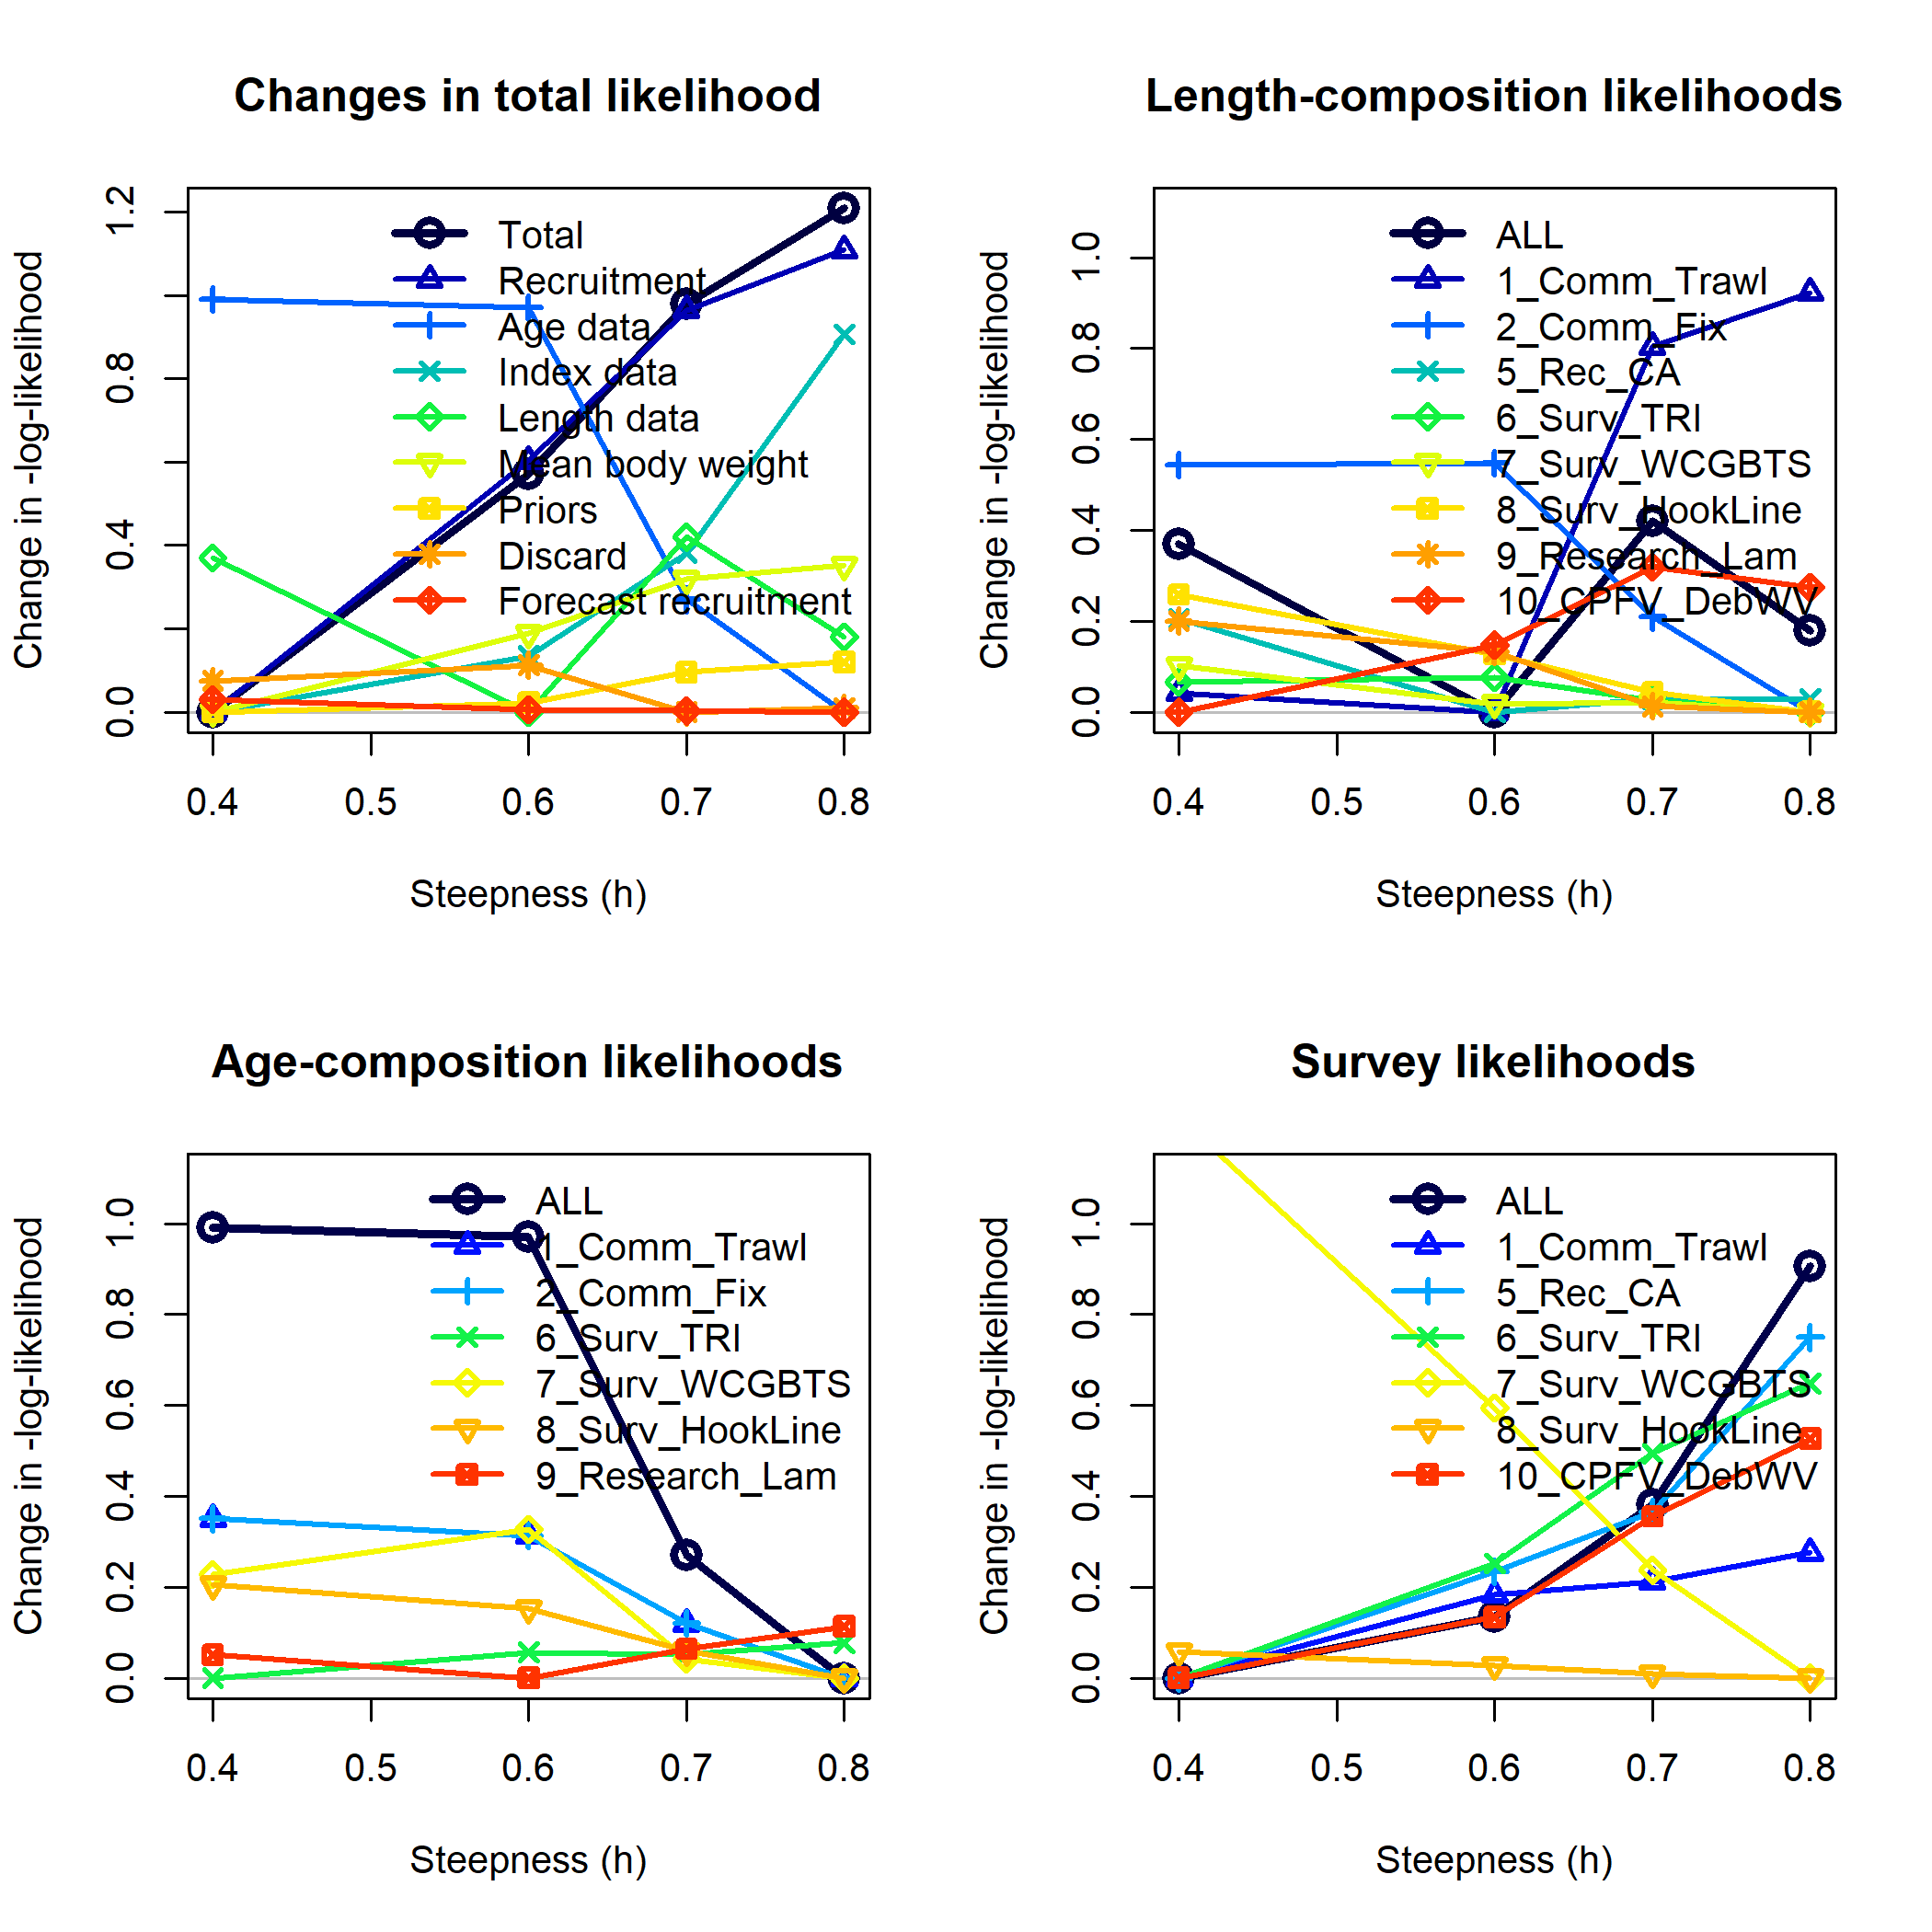 Changes in total likelihood
Change in -log-likelihood
0.0 0.4 0.8 1.2
Total
Recruitment
Age data
Index data
Length data
Mean body weight
Priors
Discard
Forecast recruitment
0.4 0.5 0.6 0.7 0.8
Steepness (h)
Length-composition likelihoods
Change in -log-likelihood
0.0 0.2 0.4 0.6 0.8 1.0
ALL
1_Comm_Trawl
2_Comm_Fix
5_Rec_CA
6_Surv_TRI
7_Surv_WCGBTS
8_Surv_HookLine
9_Research_Lam
10_CPFV_DebWV
0.4 0.5 0.6 0.7 0.8
Steepness (h)
Age-composition likelihoods
Change in -log-likelihood
0.0 0.2 0.4 0.6 0.8 1.0
ALL
1_Comm_Trawl
2_Comm_Fix
6_Surv_TRI
7_Surv_WCGBTS
8_Surv_HookLine
9_Research_Lam
0.4 0.5 0.6 0.7 0.8
Steepness (h)
Survey likelihoods
Change in -log-likelihood
0.0 0.2 0.4 0.6 0.8 1.0
ALL
1_Comm_Trawl
5_Rec_CA
6_Surv_TRI
7_Surv_WCGBTS
8_Surv_HookLine
10_CPFV_DebWV
0.4 0.5 0.6 0.7 0.8
Steepness (h)